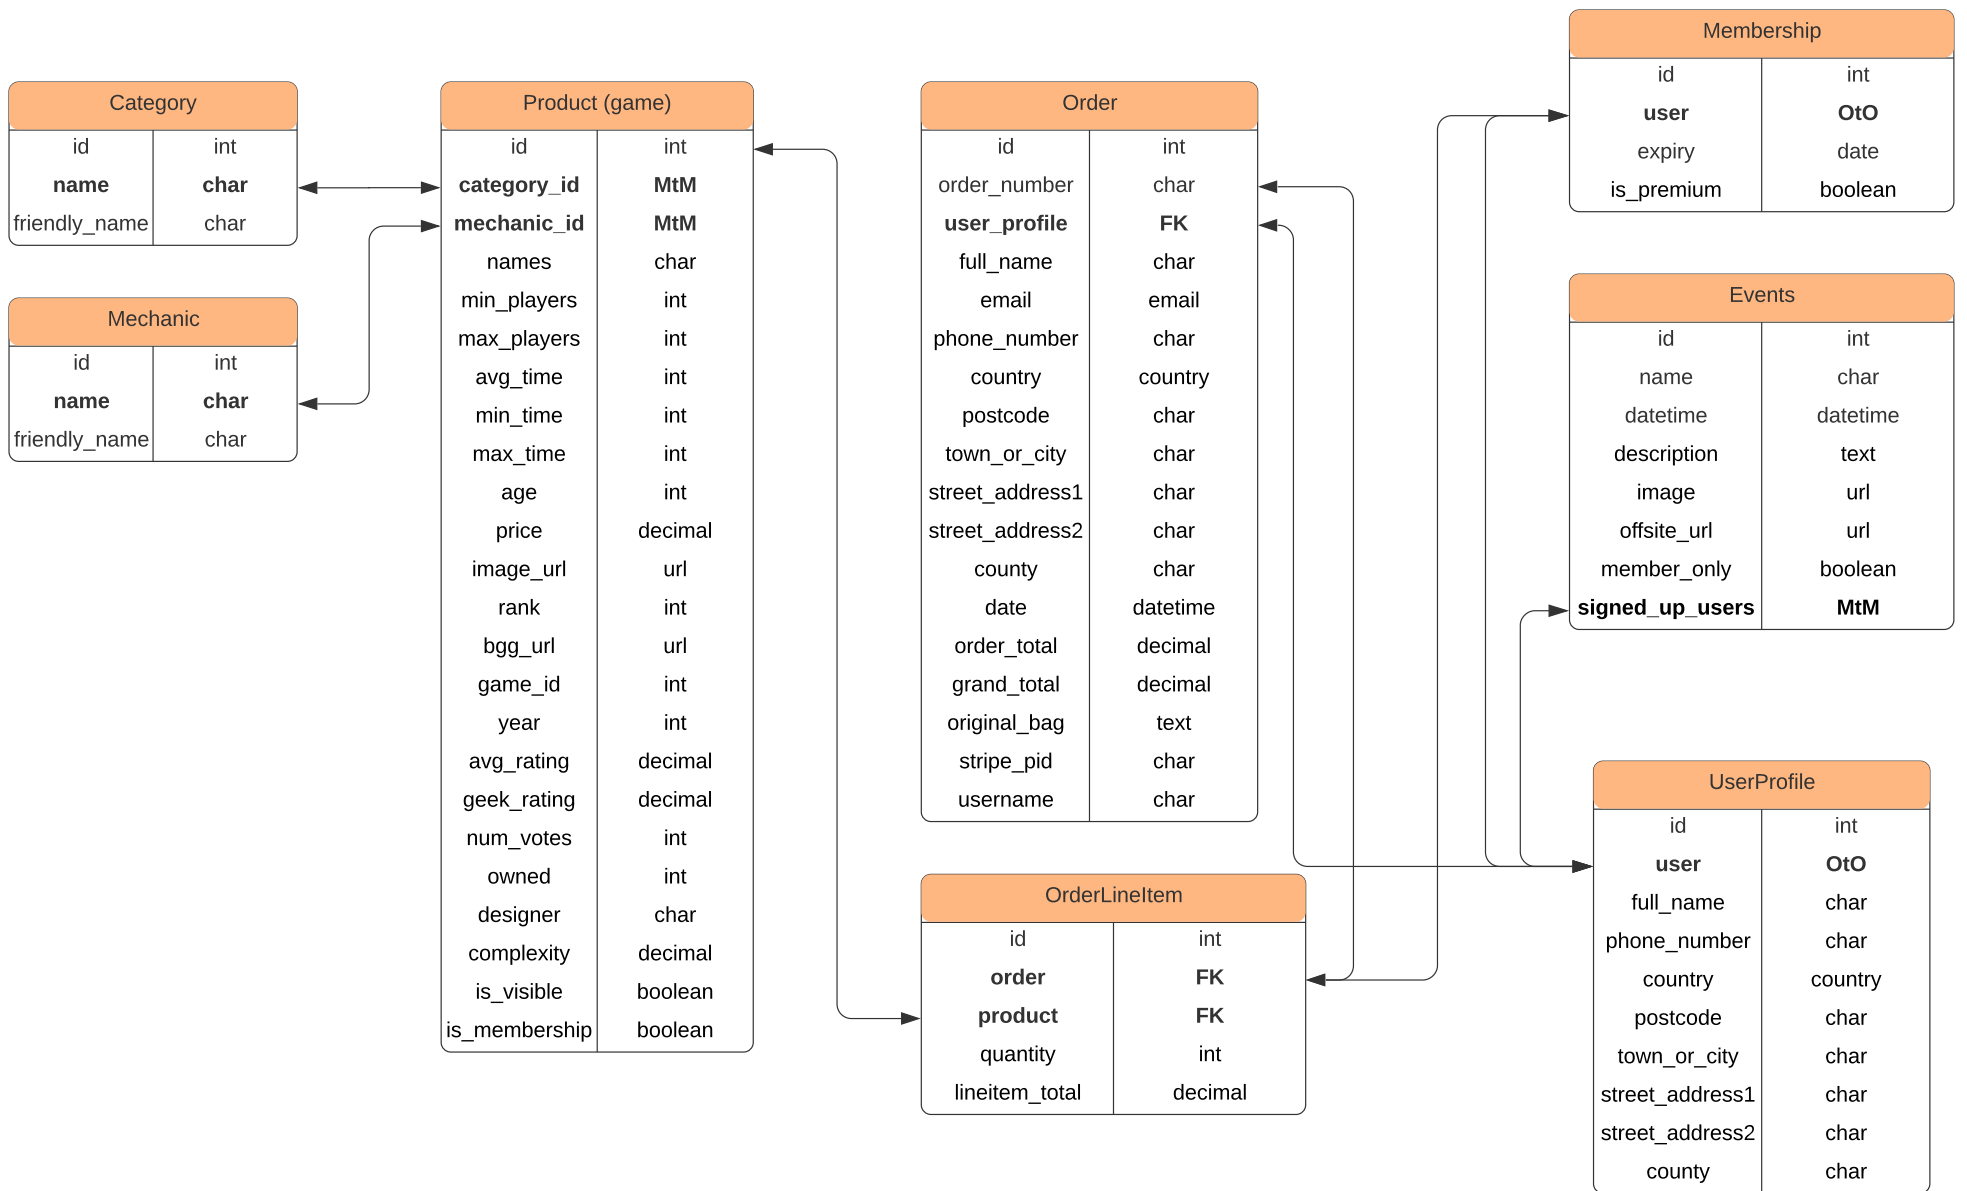 Category
id int
name char
friendly_name char
Mechanic
id int
name char
friendly_name char
Product (game)
id int
category_id MtM
mechanic_id MtM
names char
min_players int
max_players int
avg_time int
min_time int
max_time int
age int
price decimal
image_url url
rank int
bgg_url url
game_id int
year int
avg_rating decimal
geek_rating decimal
num_votes int
owned int
designer char
complexity decimal
is_visible boolean
is_membership boolean
Order
id int
order_number char
user_profile FK
full_name char
email email
phone_number char
country country
postcode char
town_or_city char
street_address1 char
street_address2 char
county char
date datetime
order_total decimal
grand_total decimal
original_bag text
stripe_pid char
username char
OrderLineItem
id int
order FK
product FK
quantity int
lineitem_total decimal
Membership
id int
user OtO
expiry date
is_premium boolean
Events
id int
name char
datetime datetime
description text
image url
offsite_url url
member_only boolean
signed_up_users MtM
UserProfile
id int
user OtO
full_name char
phone_number char
country country
postcode char
town_or_city char
street_address1 char
street_address2 char
county char